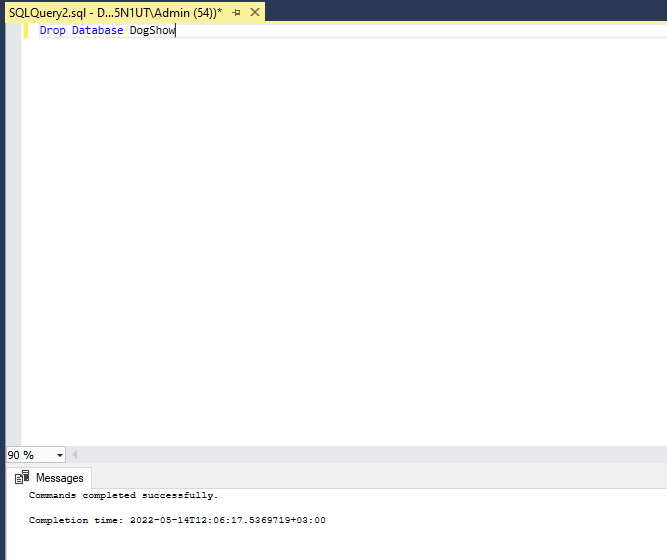 SQLQuery2.sql - D...5N1UT\Admin (54))*
Drop Database DogShow
90 %
Messages
Commands completed successfully.
Completion time: 2022-05-14T12:06:17.5369719+03:00